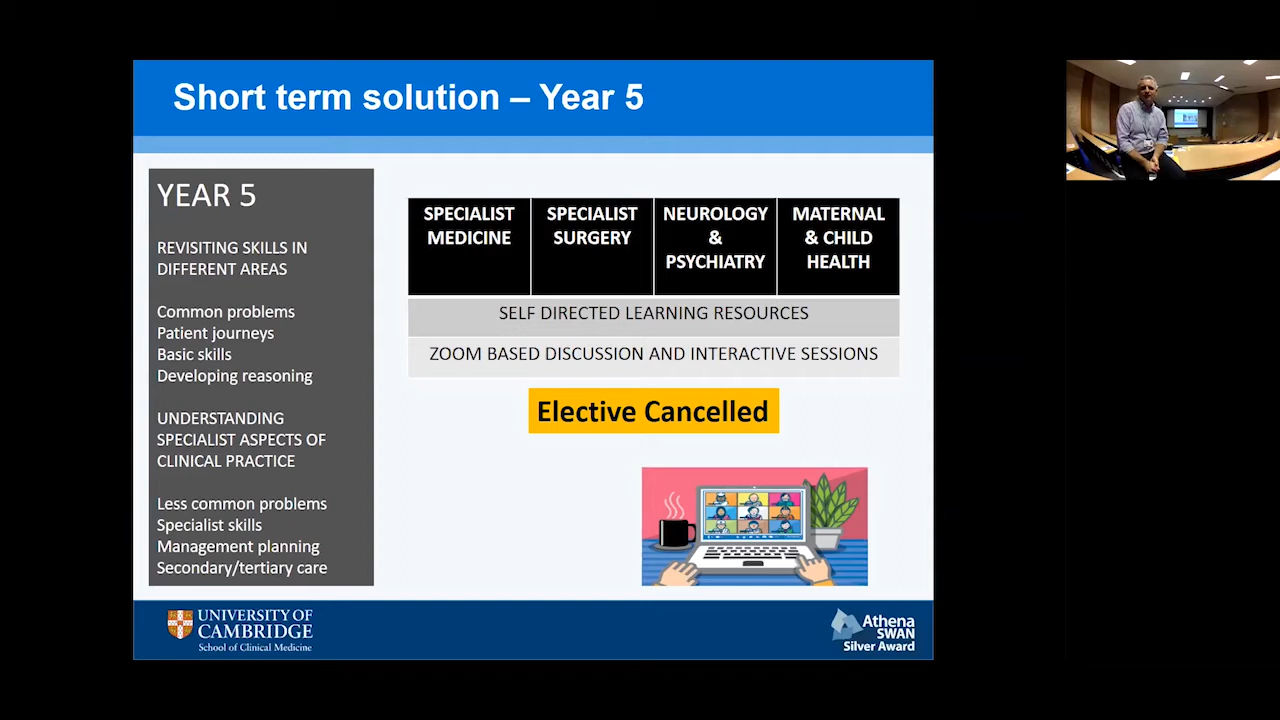 Short term solution – Year 5
YEAR 5
REVISITING SKILLS IN
DIFFERENT AREAS
Common problems
Patient journeys
Basic skills
Developing reasoning
UNDERSTANDING
SPECIALIST ASPECTS OF
CLINICAL PRACTICE
Less common problems
Specialist skills
Management planning
Secondary/tertiary care
SPECIALIST
MEDICINE
SPECIALIST
SURGERY
NEUROLOGY
&
PSYCHIATRY
MATERNAL
& CHILD
HEALTH
SELF DIRECTED LEARNING RESOURCES
ZOOM BASED DISCUSSION AND INTERACTIVE SESSIONS
Elective Cancelled
UNIVERSITY OF
CAMBRIDGE
School of Clinical Medicine
Athena
SWAN
Silver Award